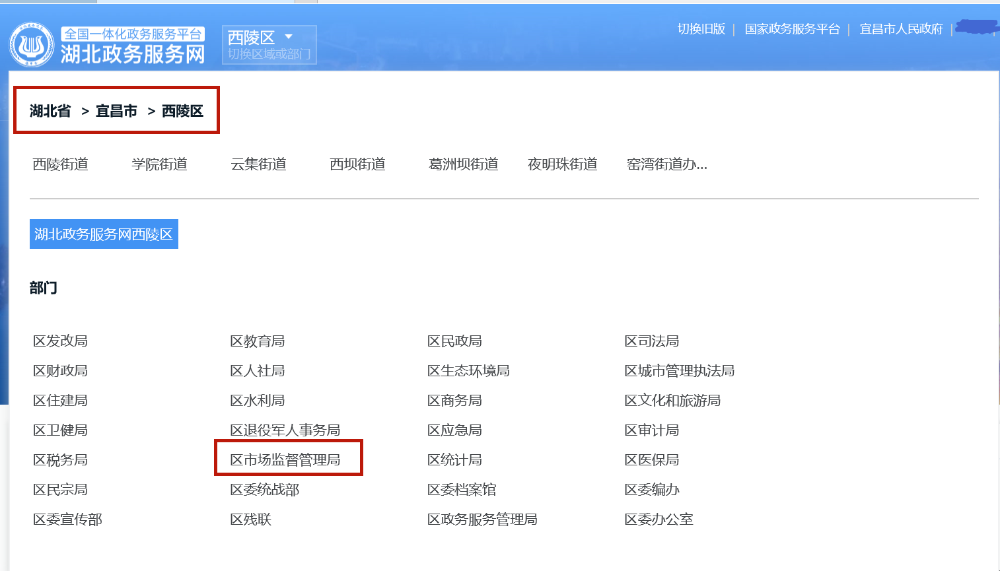 全国一体化政务服务平台
湖北政务服务网
西陵区
切换区域或部门
切换旧版 | 国家政务服务平台 | 宜昌市人民政府 |
湖北省 > 宜昌市 > 西陵区
西陵街道 学院街道 云集街道 西坝街道 葛洲坝街道 夜明珠街道 窑湾街道办...
湖北政务服务网西陵区
部门
区发改局 区教育局 区民政局 区司法局
区财政局 区人社局 区生态环境局 区城市管理执法局
区住建局 区水利局 区商务局 区文化和旅游局
区卫健局 区退役军人事务局 区应急局 区审计局
区税务局 区市场监督管理局 区统计局 区医保局
区民宗局 区委统战部 区委档案馆 区委编办
区委宣传部 区残联 区政务服务管理局 区委办公室